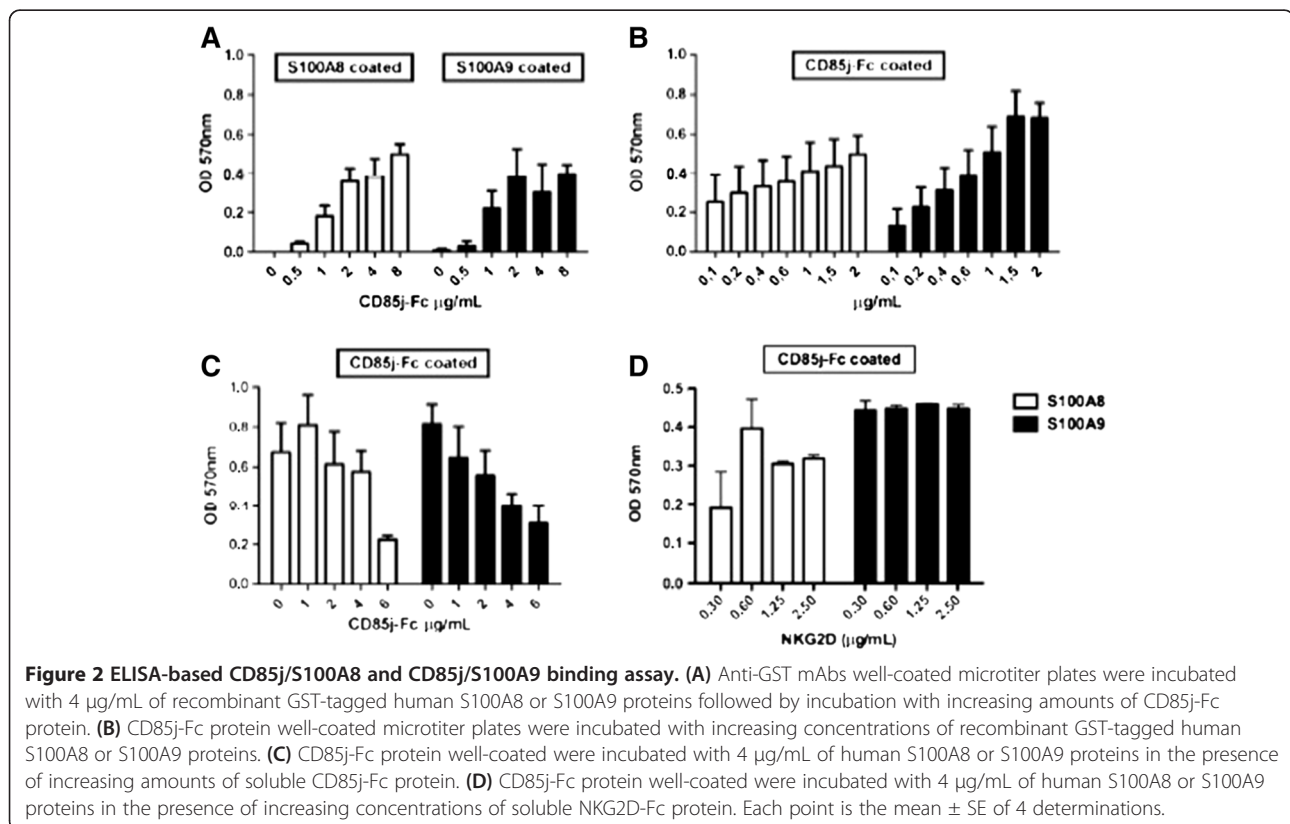 A
S100A8 coated
S100A9 coated
OD 570nm
1.0
0.8
0.6
0.4
0.2
0.0
0
0.5
1
2
4
8
0
0.5
1
2
4
8
CD85j-Fc μg/mL
B
CD85j-Fc coated
OD 570nm
1.0
0.8
0.6
0.4
0.2
0.0
0,1
0,2
0,4
0,6
1
1,5
2
0,1
0,2
0,4
0,6
1
1,5
2
μg/mL
C
CD85j-Fc coated
OD 570nm
1.0
0.8
0.6
0.2
0.0
0
1
2
4
6
0
1
2
4
6
CD85j-Fc μg/mL
D
CD85j-Fc coated
OD 570nm
0.5
0.4
0.3
0.2
0.1
0.0
0.30
0.60
1.25
2.50
0.30
0.60
1.25
2.50
NKG2D (μg/mL)
S100A8
S100A9
Figure 2 ELISA-based CD85j/S100A8 and CD85j/S100A9 binding assay. (A) Anti-GST mAbs well-coated microtiter plates were incubated
with 4 μg/mL of recombinant GST-tagged human S100A8 or S100A9 proteins followed by incubation with increasing amounts of CD85j-Fc
protein. (B) CD85j-Fc protein well-coated microtiter plates were incubated with increasing concentrations of recombinant GST-tagged human
S100A8 or S100A9 proteins. (C) CD85j-Fc protein well-coated were incubated with 4 μg/mL of human S100A8 or S100A9 proteins in the presence
of increasing amounts of soluble CD85j-Fc protein. (D) CD85j-Fc protein well-coated were incubated with 4 μg/mL of human S100A8 or S100A9
proteins in the presence of increasing concentrations of soluble NKG2D-Fc protein. Each point is the mean ± SE of 4 determinations.